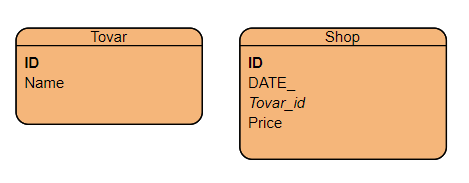 Tovar
ID
Name
Shop
ID
DATE_
Tovar_id
Price